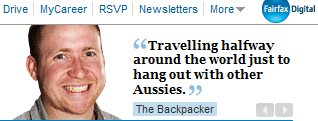 Drive MyCareer RSVP Newsletters More Fairfax Digital
“Travelling halfway
around the world just to
hang out with other
Aussies.”
The Backpacker